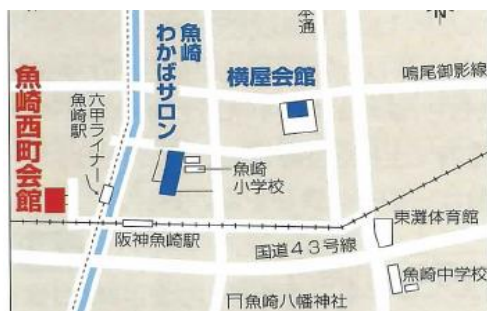 本通
魚崎
わかばサロン
横屋会館
鳴尾御影線
六甲ライナー
魚崎駅
魚崎西町会館
魚崎
小学校
阪神魚崎駅
国道43号線
東灘体育館
魚崎中学校
魚崎八幡神社